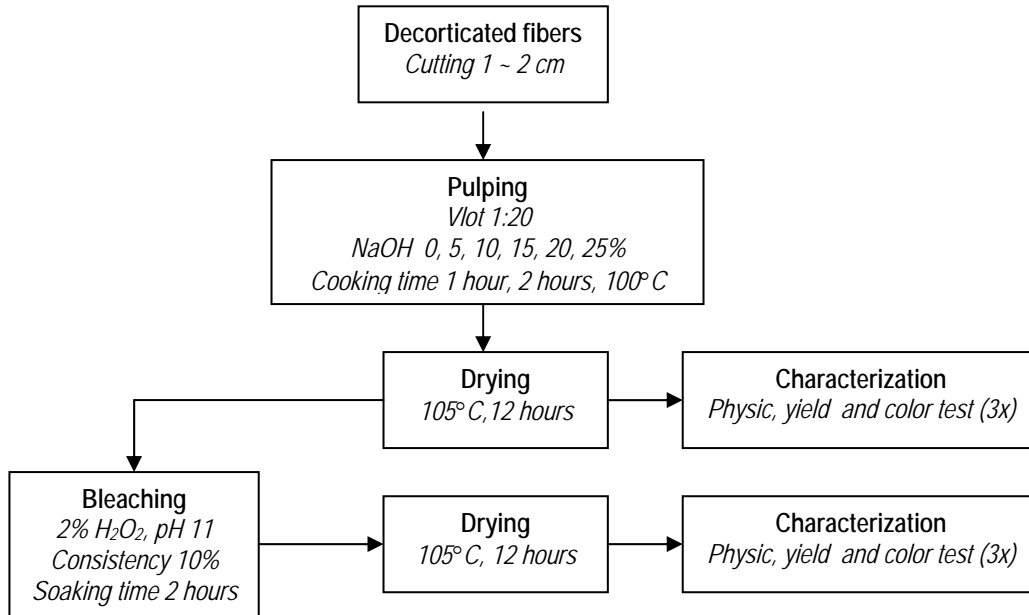 Decorticated fibers
Cutting 1 ~ 2 cm
Pulping
Vlot 1:20
NaOH 0, 5, 10, 15, 20, 25%
Cooking time 1 hour, 2 hours, 100°C
Drying
105°C,12 hours
Characterization
Physic, yield and color test (3x)
Bleaching
2% H₂O₂, pH 11
Consistency 10%
Soaking time 2 hours
Drying
105°C, 12 hours
Characterization
Physic, yield and color test (3x)